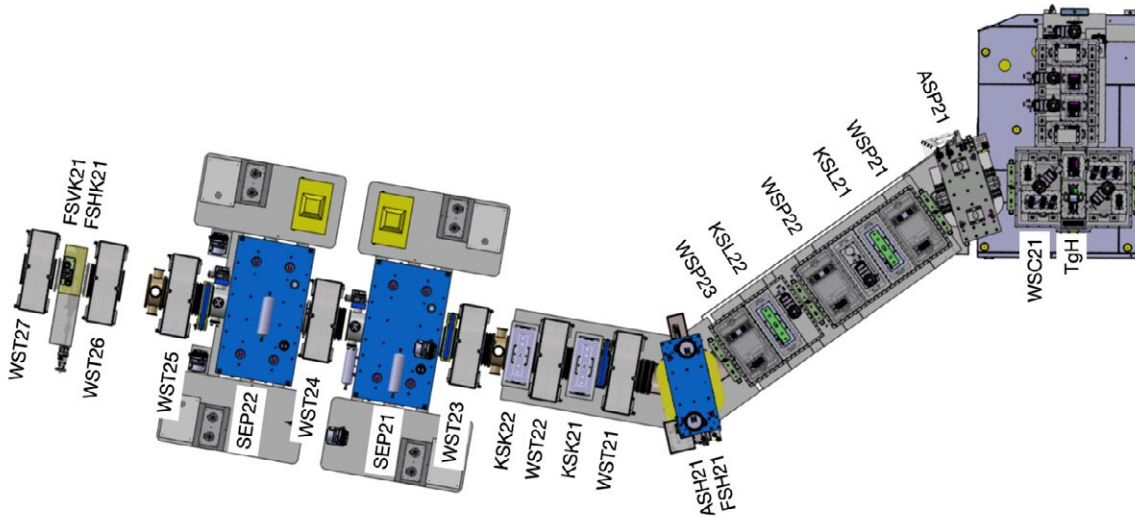 WST27
FSVK21
FSHK21
WST26
WST25
SEP22
WST24
SEP21
WST23
KSK22
WST22
KSK21
WST21
ASH21
FSH21
WSP23
KSL22
WSP22
KSL21
WSP21
ASP21
WSC21
TgH